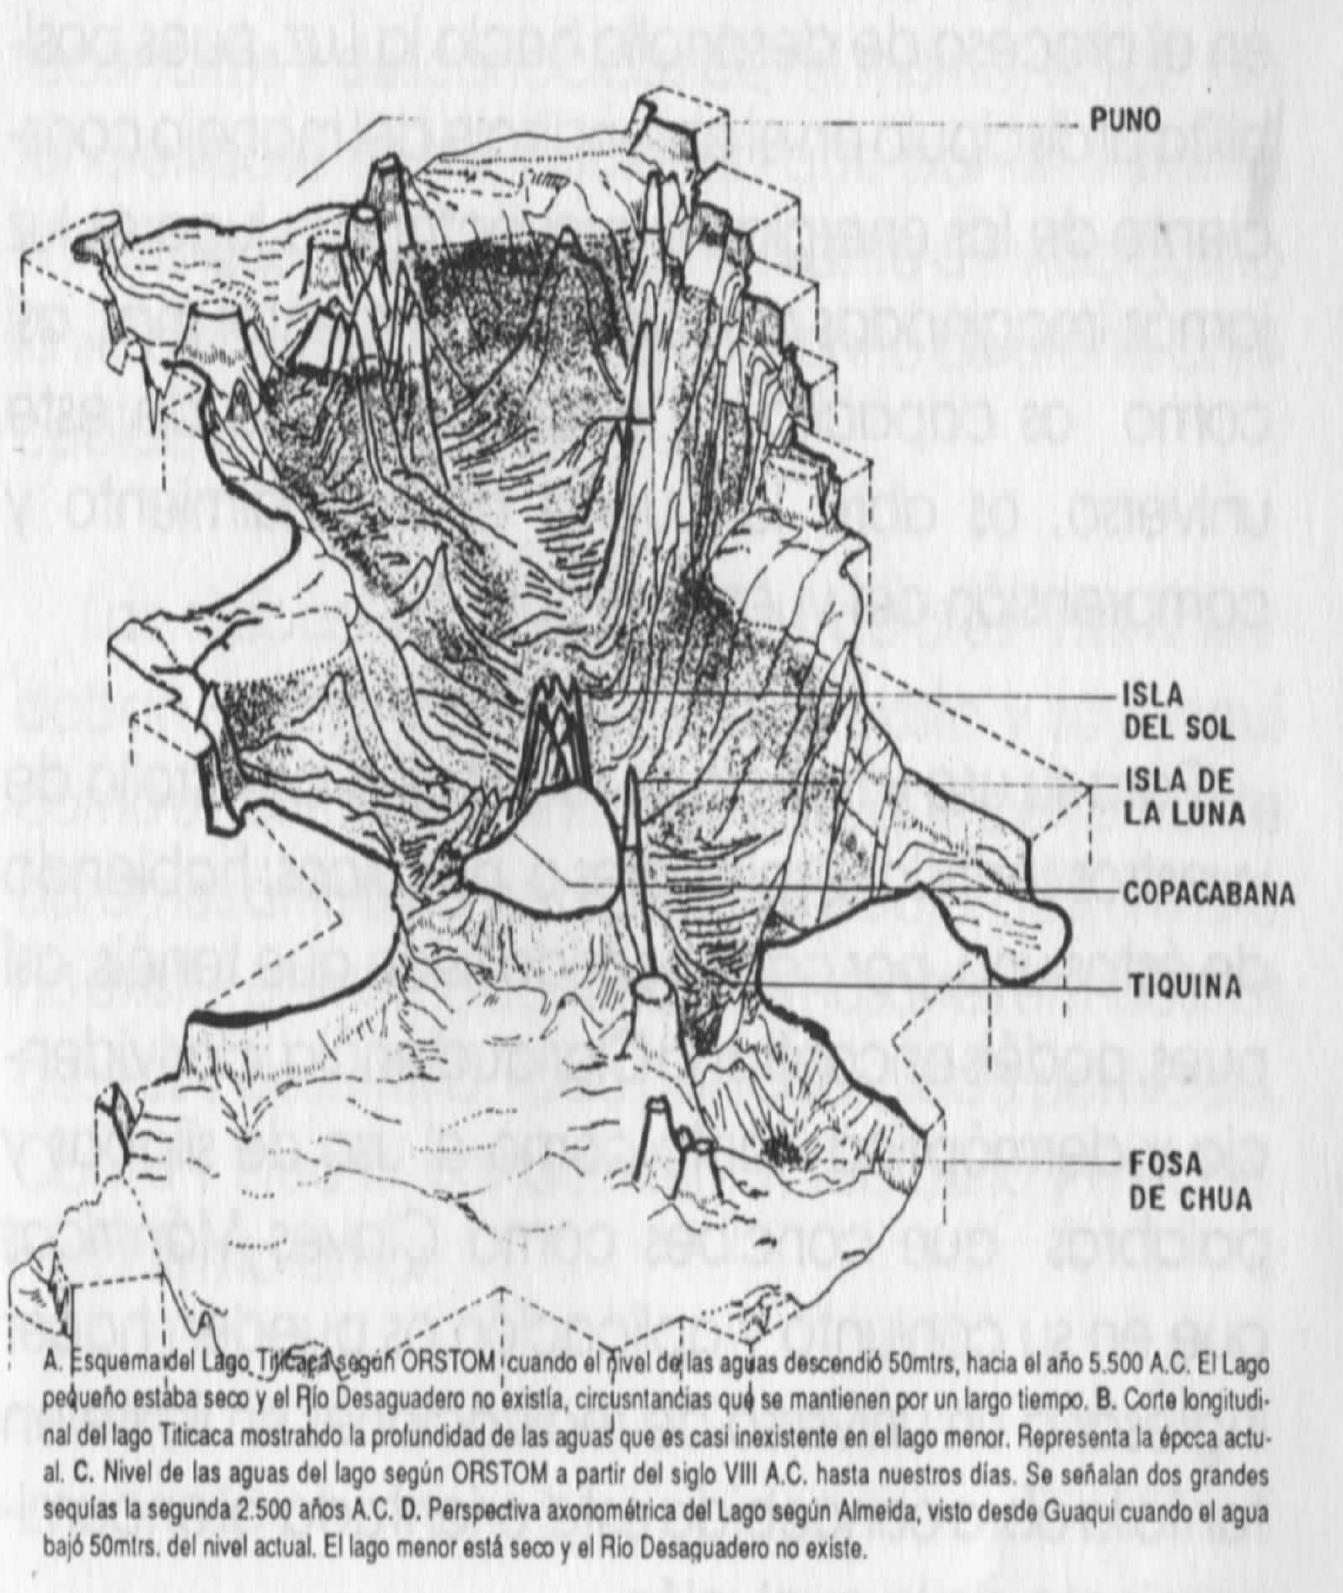 PUNO
ISLA
DEL SOL
ISLA DE
LA LUNA
COPACABANA
TIQUINA
FOSA
DE CHUA
A. Esquema del Lago Titicaca según ORSTOM cuando el nivel de las aguas descendió 50mtrs, hacia el año 5.500 A.C. El Lago
pequeño estaba seco y el Río Desaguadero no existía, circusntancias que se mantienen por un largo tiempo. B. Corte longitudi-
nal del lago Titicaca mostrahdo la profundidad de las aguas que es casi inexistente en el lago menor. Representa la época actu-
al. C. Nivel de las aguas del lago según ORSTOM a partir del siglo VIII A.C. hasta nuestros días. Se señalan dos grandes
sequías la segunda 2.500 años A.C. D. Perspectiva axonométrica del Lago según Almeida, visto desde Guaqui cuando el agua
bajó 50mtrs. del nivel actual. El lago menor está seco y el Rio Desaguadero no existe.